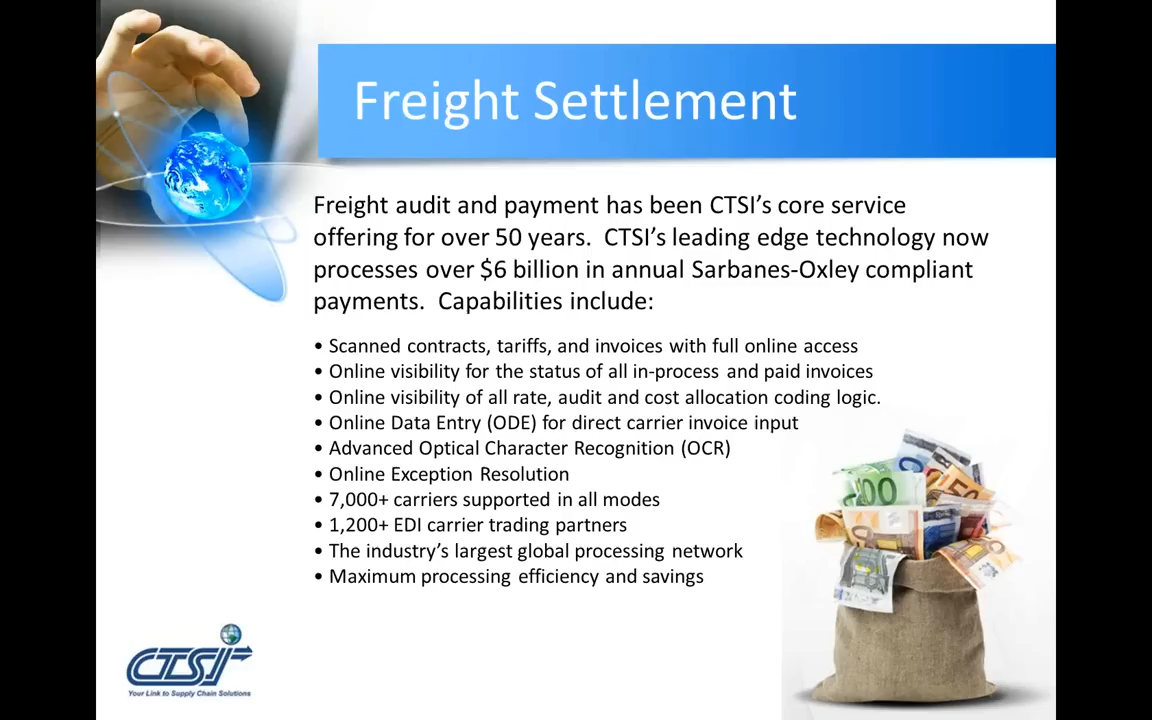 Freight Settlement
Freight audit and payment has been CTSI’s core service
offering for over 50 years.  CTSI’s leading edge technology now
processes over $6 billion in annual Sarbanes-Oxley compliant
payments.  Capabilities include:
• Scanned contracts, tariffs, and invoices with full online access
• Online visibility for the status of all in-process and paid invoices
• Online visibility of all rate, audit and cost allocation coding logic.
• Online Data Entry (ODE) for direct carrier invoice input
• Advanced Optical Character Recognition (OCR)
• Online Exception Resolution
• 7,000+ carriers supported in all modes
• 1,200+ EDI carrier trading partners
• The industry’s largest global processing network
• Maximum processing efficiency and savings
CTSI
Your Link to Supply Chain Solutions